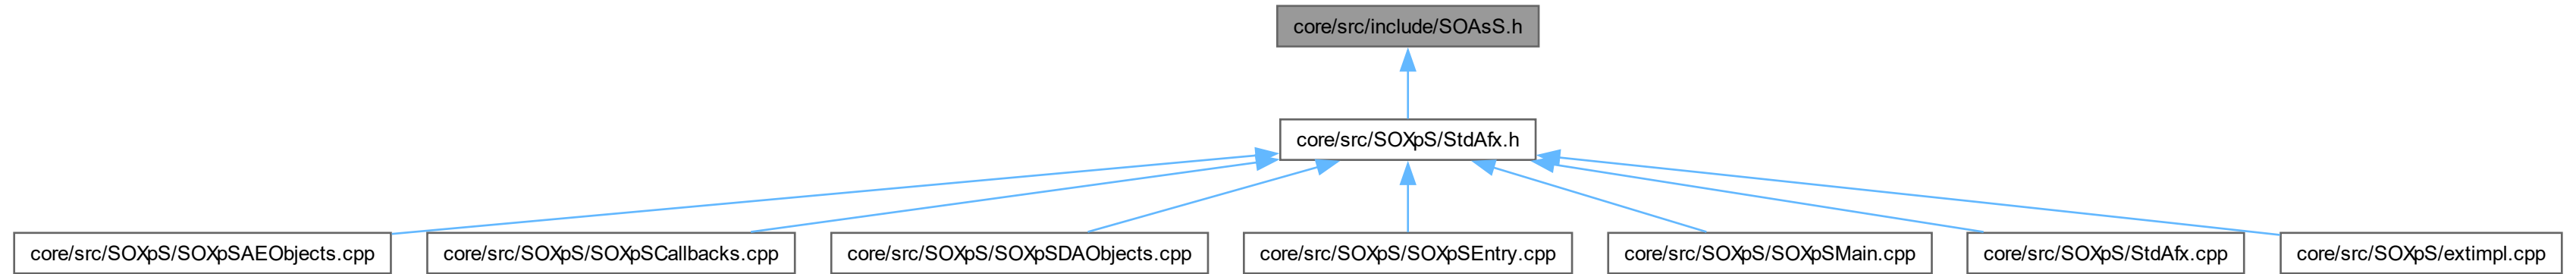 core/src/include/SOAsS.h
core/src/SOXpS/StdAfx.h
core/src/SOXpS/SOXpSAEObjects.cpp
core/src/SOXpS/SOXpSCallbacks.cpp
core/src/SOXpS/SOXpSDAObjects.cpp
core/src/SOXpS/SOXpSEntry.cpp
core/src/SOXpS/SOXpSMain.cpp
core/src/SOXpS/StdAfx.cpp
core/src/SOXpS/extimpl.cpp